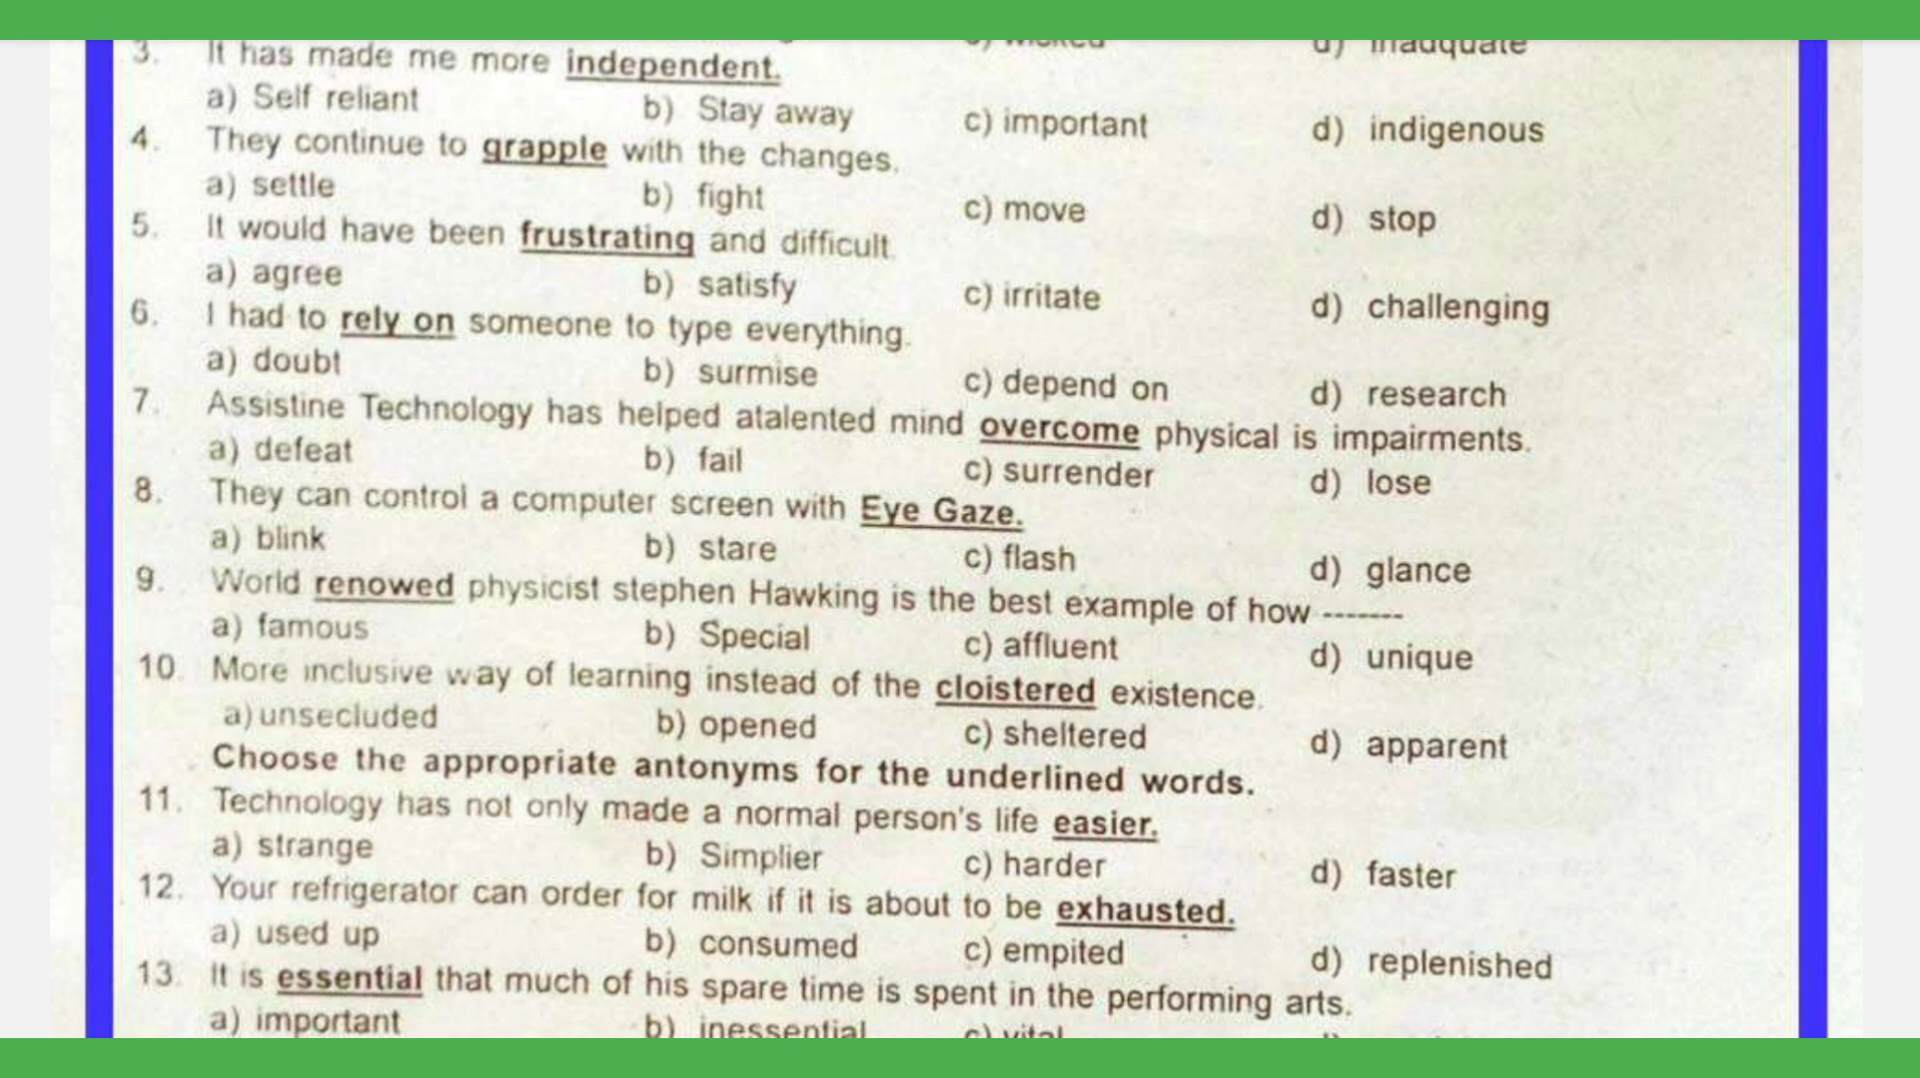 3. It has made me more independent.
a) Self reliant b) Stay away c) important d) indigenous
4. They continue to grapple with the changes.
a) settle b) fight c) move d) stop
5. It would have been frustrating and difficult
a) agree b) satisfy c) irritate d) challenging
6. I had to rely on someone to type everything.
a) doubt b) surmise c) depend on d) research
7. Assistine Technology has helped atalented mind overcome physical is impairments.
a) defeat b) fail c) surrender d) lose
8. They can control a computer screen with Eye Gaze.
a) blink b) stare c) flash d) glance
9. World renowed physicist stephen Hawking is the best example of how -------
a) famous b) Special c) affluent d) unique
10. More inclusive way of learning instead of the cloistered existence.
a) unsecluded b) opened c) sheltered d) apparent
Choose the appropriate antonyms for the underlined words.
11. Technology has not only made a normal person's life easier.
a) strange b) Simplier c) harder d) faster
12. Your refrigerator can order for milk if it is about to be exhausted.
a) used up b) consumed c) empited d) replenished
13. It is essential that much of his spare time is spent in the performing arts.
a) important b) inessential c) vital